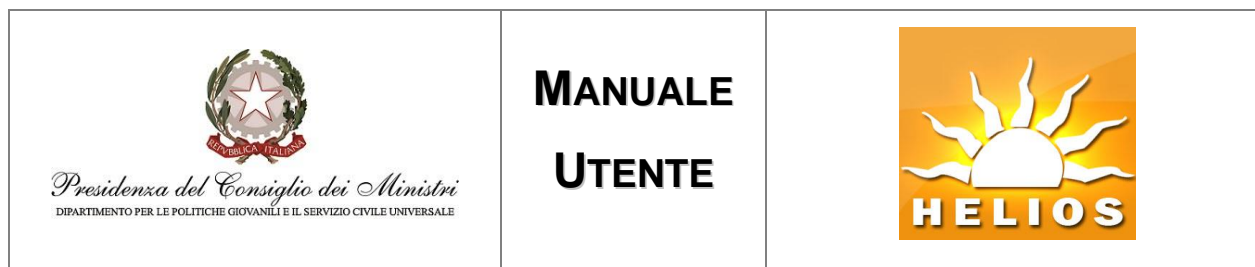 REPVBBLICA ITALIANA
Presidenza del Consiglio dei Ministri
DIPARTIMENTO PER LE POLITICHE GIOVANILI E IL SERVIZIO CIVILE UNIVERSALE
MANUALE
UTENTE
HELIOS